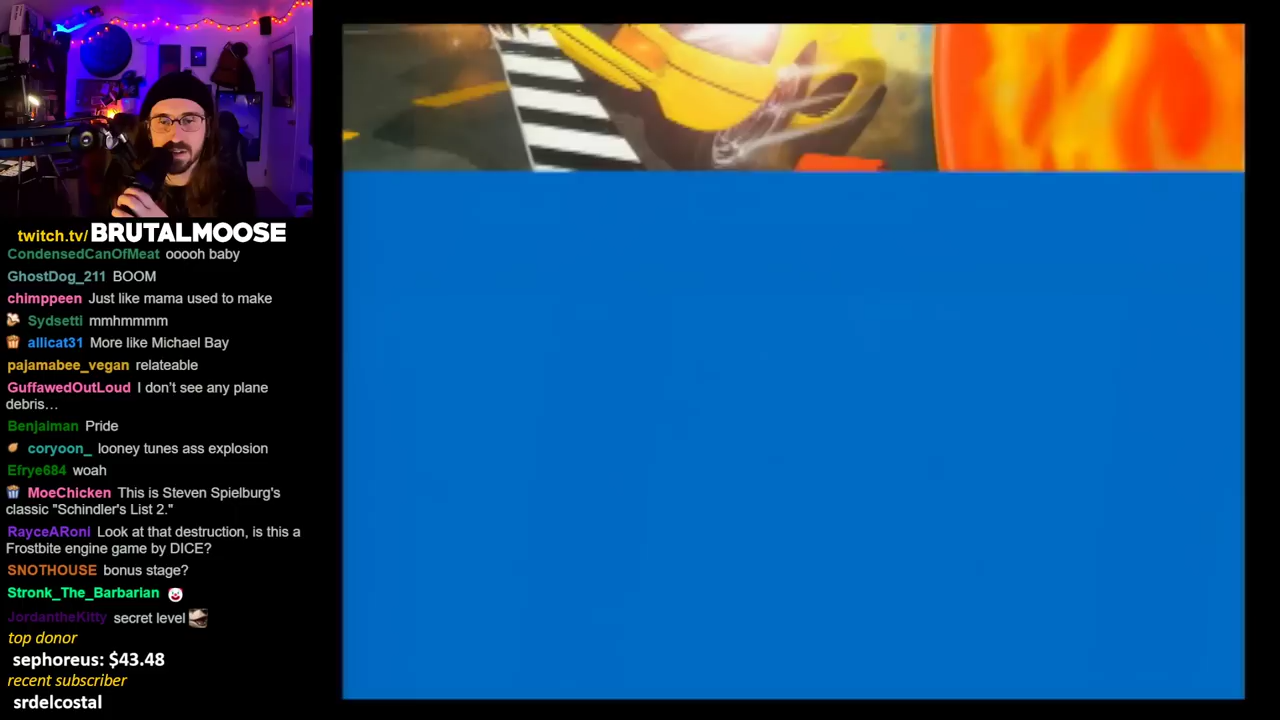 twitch.tv/BRUTALMOOSE
CondensedCanOfMeat ooooh baby
GhostDog_211 BOOM
chimppeen Just like mama used to make
Sydsetti mmhmmmm
allicat31 More like Michael Bay
pajamabee_vegan relateable
GuffawedOutLoud I don't see any plane
debris…
Benjaiman Pride
coryoon_ looney tunes ass explosion
Efrye684 woah
MoeChicken This is Steven Spielburg's
classic "Schindler's List 2."
RayceARoni Look at that destruction, is this a
Frostbite engine game by DICE?
SNOTHOUSE bonus stage?
Stronk_The_Barbarian
JordantheKitty secret level
top donor
sephoreus: $43.48
recent subscriber
srdelcostal